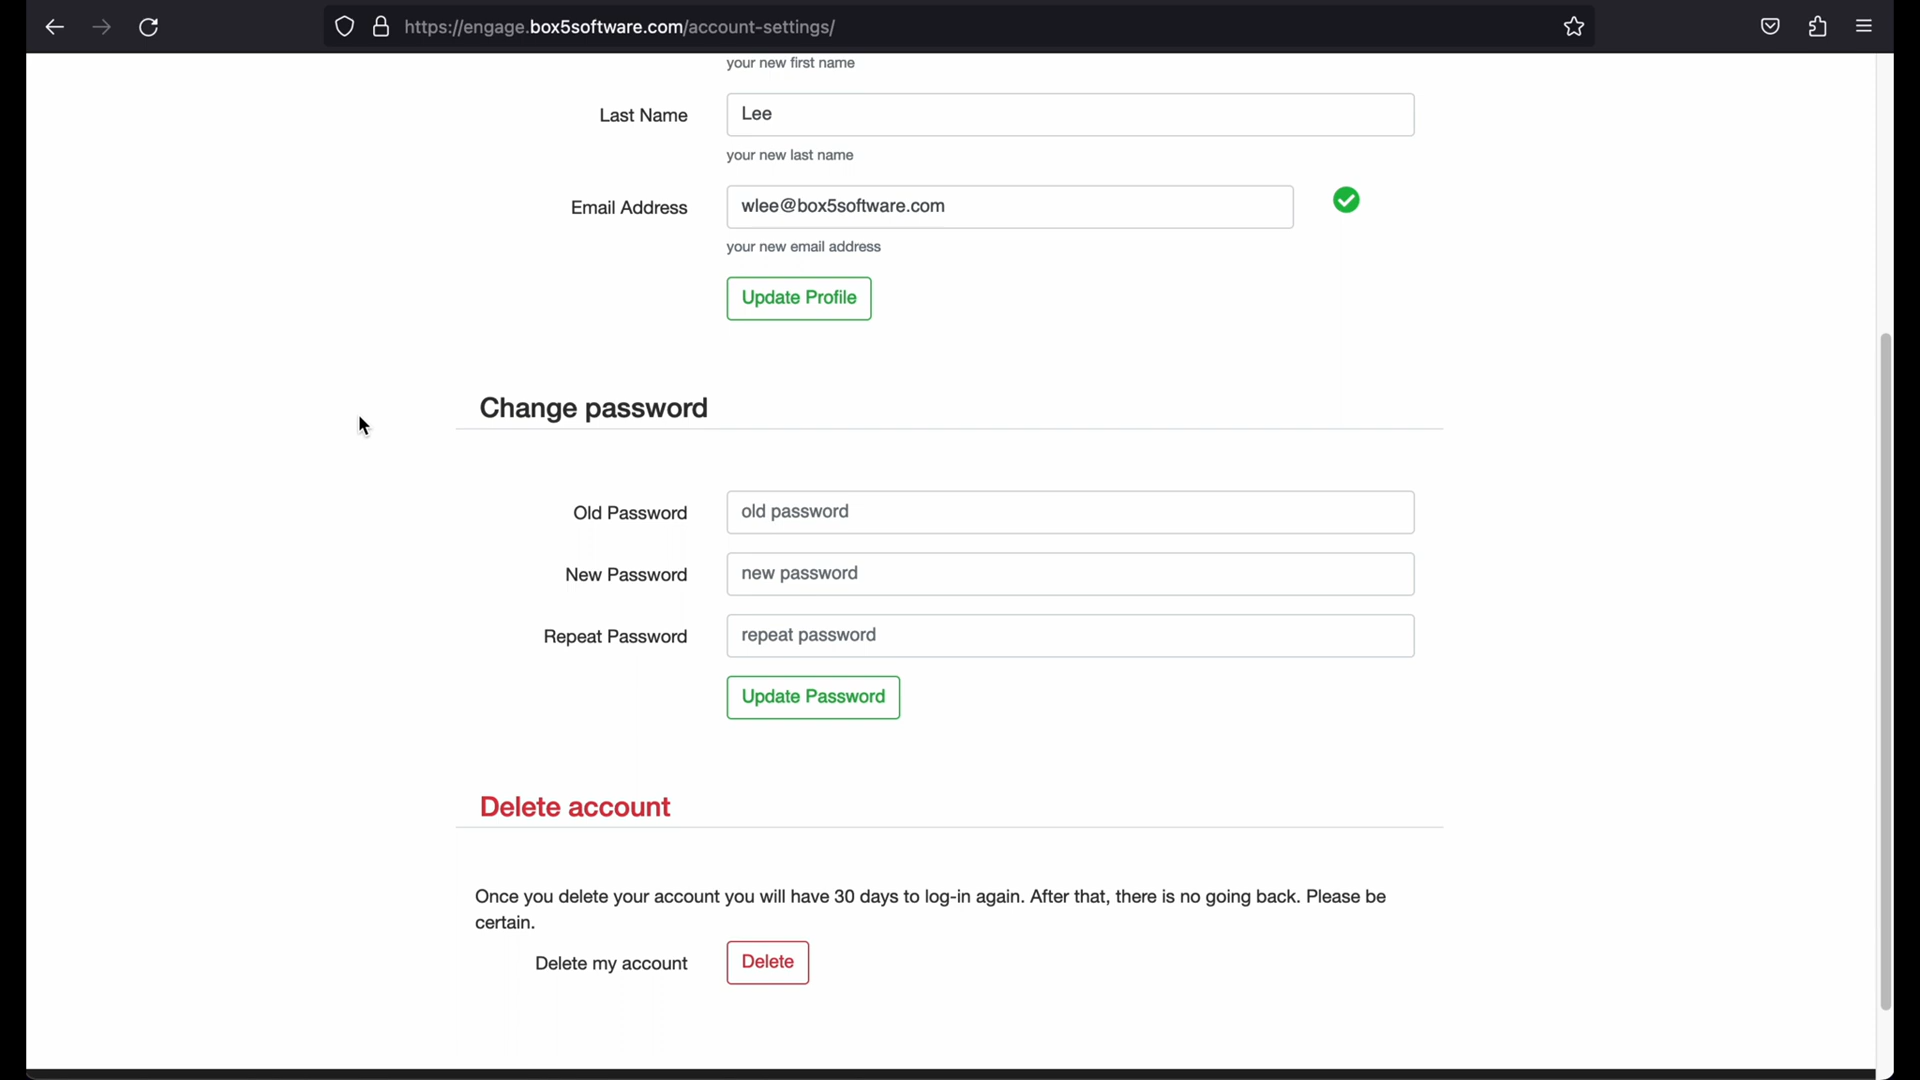 https://engage.box5software.com/account-settings/
your new first name
Last Name
Lee
your new last name
Email Address
wlee@box5software.com
your new email address
Update Profile
Change password
Old Password
old password
New Password
new password
Repeat Password
repeat password
Update Password
Delete account
Once you delete your account you will have 30 days to log-in again. After that, there is no going back. Please be
certain.
Delete my account
Delete